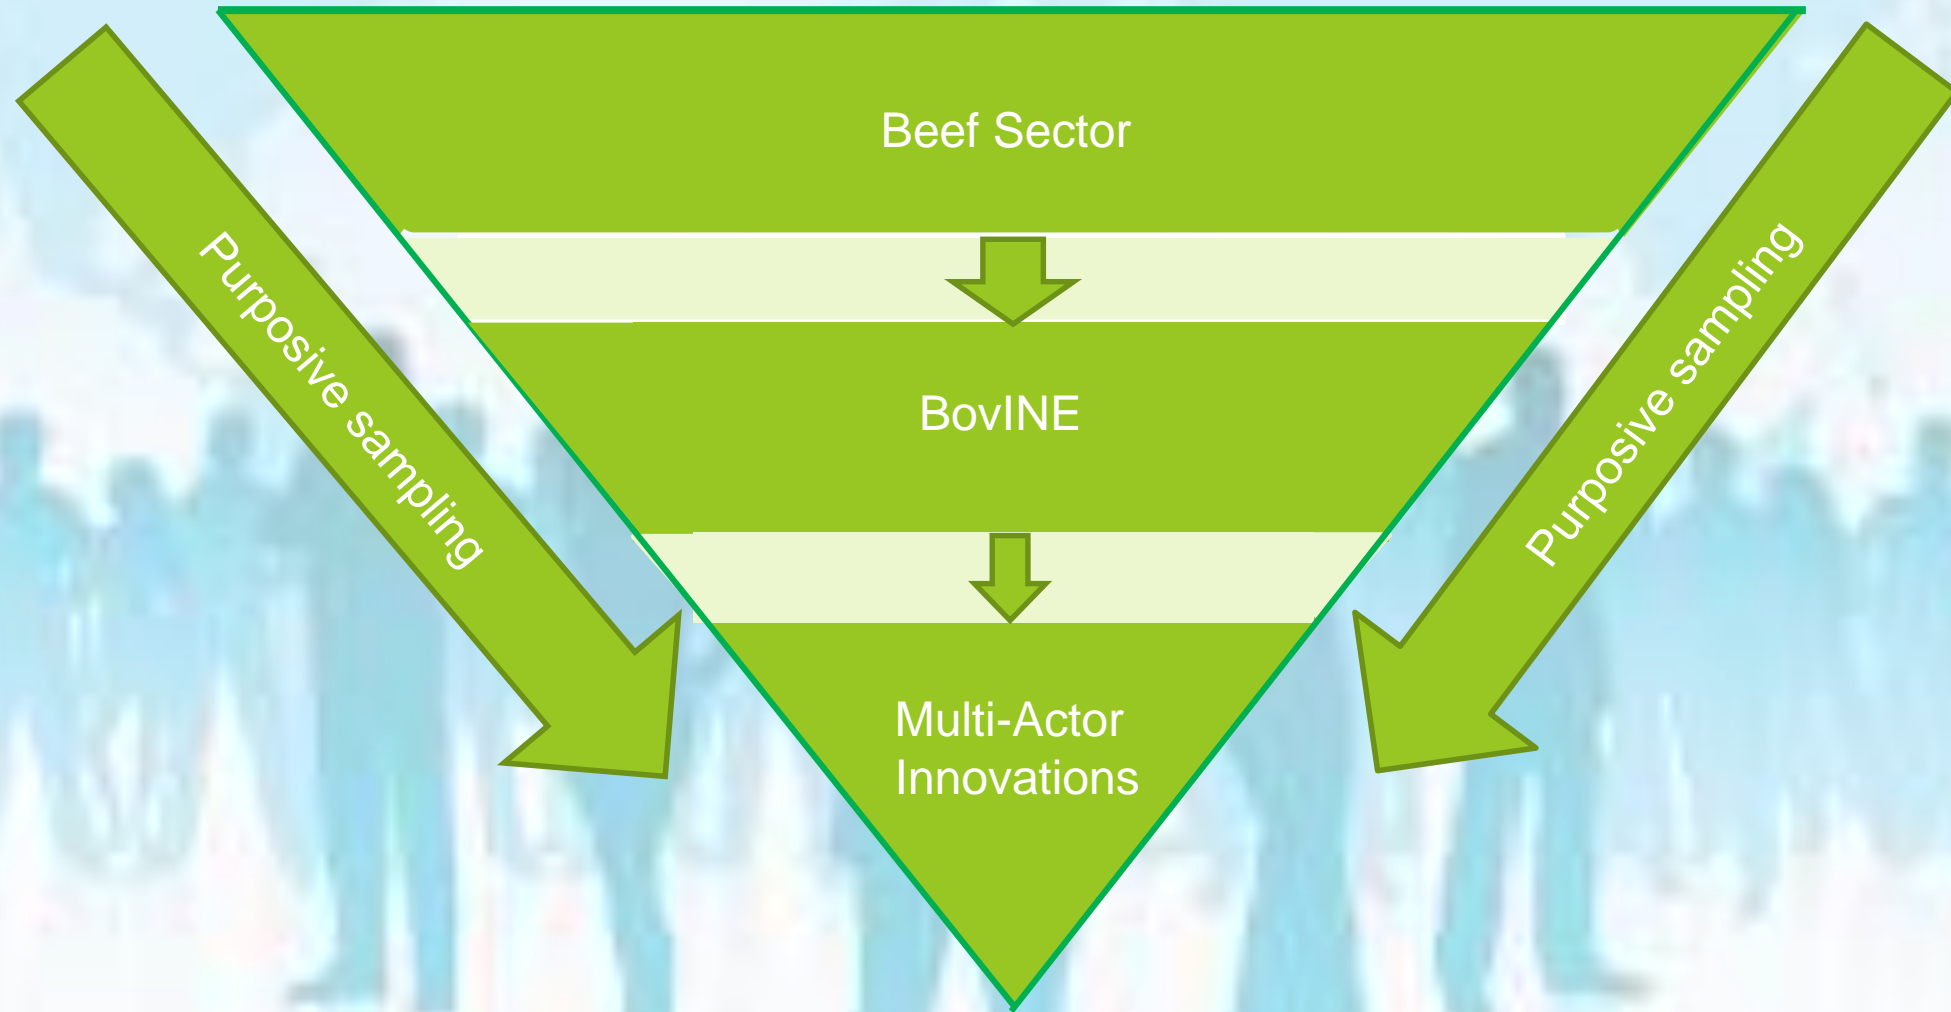 Beef Sector
Purposive sampling
Purposive sampling
BovINE
Multi-Actor
Innovations